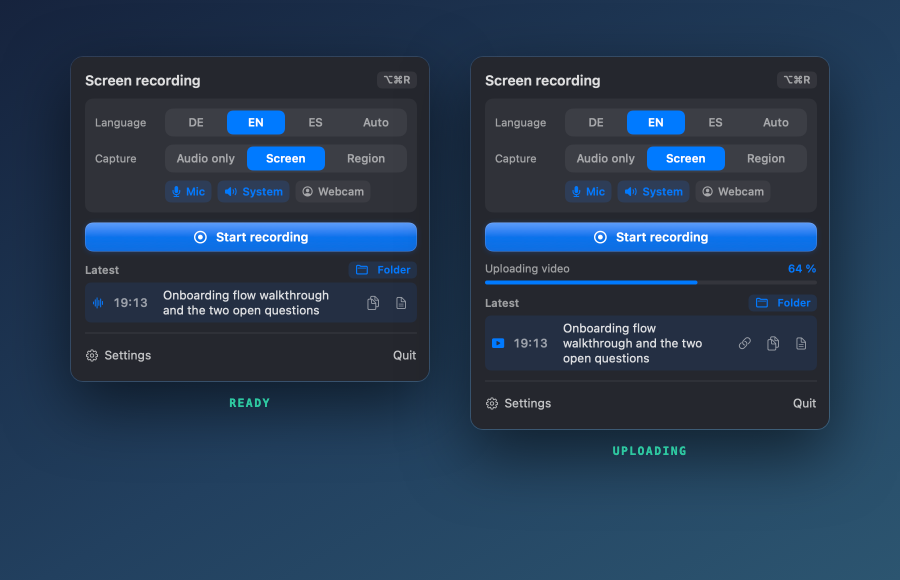 Screen recording
⌥⌘R
Language
DE
EN
ES
Auto
Capture
Audio only
Screen
Region
Mic
System
Webcam
Start recording
Latest
Folder
19:13
Onboarding flow walkthrough
and the two open questions
Settings
Quit
READY
Screen recording
⌥⌘R
Language
DE
EN
ES
Auto
Capture
Audio only
Screen
Region
Mic
System
Webcam
Start recording
Uploading video
64 %
Latest
Folder
19:13
Onboarding flow
walkthrough and the two
open questions
Settings
Quit
UPLOADING